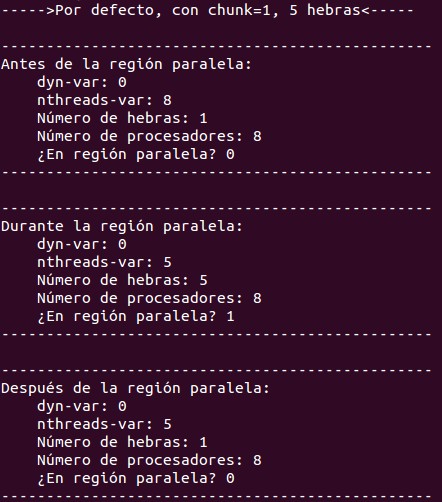 ----->Por defecto, con chunk=1, 5 hebras<-----
------------------------------------------------
Antes de la región paralela:
dyn-var: 0
nthreads-var: 8
Número de hebras: 1
Número de procesadores: 8
¿En región paralela? 0
------------------------------------------------
------------------------------------------------
Durante la región paralela:
dyn-var: 0
nthreads-var: 5
Número de hebras: 5
Número de procesadores: 8
¿En región paralela? 1
------------------------------------------------
------------------------------------------------
Después de la región paralela:
dyn-var: 0
nthreads-var: 5
Número de hebras: 1
Número de procesadores: 8
¿En región paralela? 0
------------------------------------------------